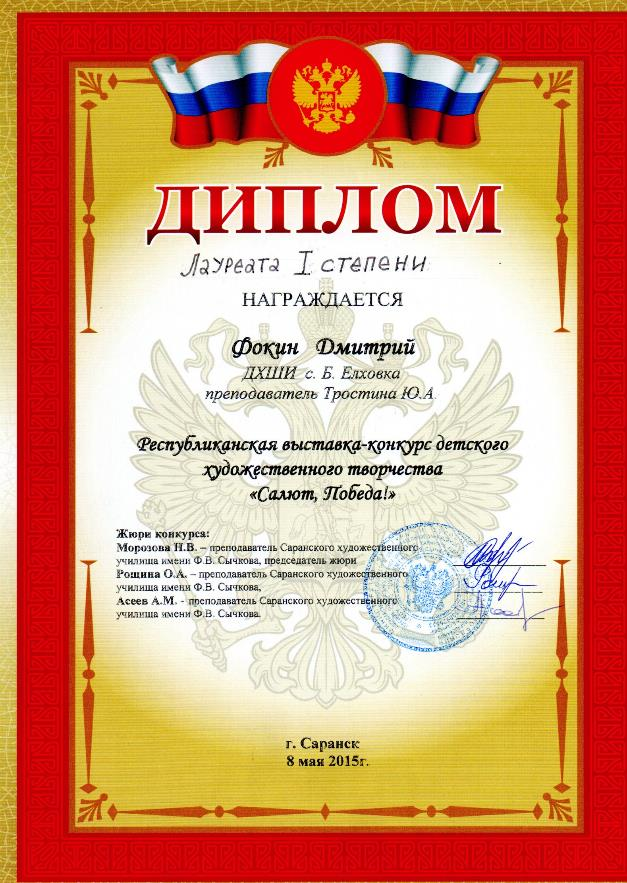 ДИПЛОМ
Лауреата I степени
НАГРАЖДАЕТСЯ
Фокин Дмитрий
ДХШИ с. Б. Елховка
преподаватель Тростина Ю.А.
Республиканская выставка-конкурс детского
художественного творчества
«Салют, Победа!»
Жюри конкурса:
Морозова Н.В. – преподаватель Саранского художественного
училища имени Ф.В. Сычкова, председатель жюри
Рощина О.А. – преподаватель Саранского художественного
училища имени Ф.В. Сычкова,
Асеев А.М. - преподаватель Саранского художественного
училища имени Ф.В. Сычкова.
г. Саранск
8 мая 2015г.